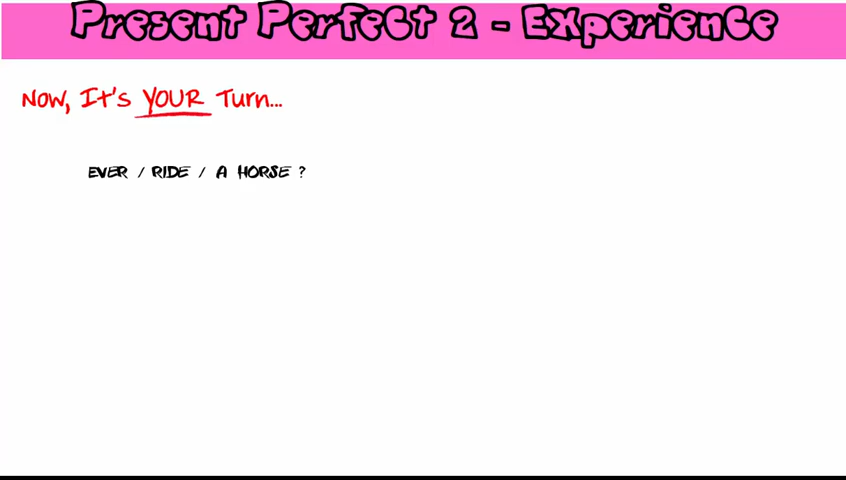 Present Perfect 2 - Experience
Now, It's YOUR Turn...
EVER / RIDE / A HORSE ?